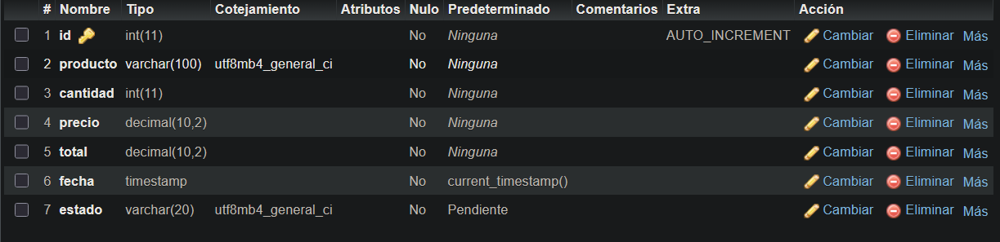 # Nombre Tipo Cotejamiento Atributos Nulo Predeterminado Comentarios Extra Acción
1 id int(11) No Ninguna AUTO_INCREMENT Cambiar Eliminar Más
2 producto varchar(100) utf8mb4_general_ci No Ninguna Cambiar Eliminar Más
3 cantidad int(11) No Ninguna Cambiar Eliminar Más
4 precio decimal(10,2) No Ninguna Cambiar Eliminar Más
5 total decimal(10,2) No Ninguna Cambiar Eliminar Más
6 fecha timestamp No current_timestamp() Cambiar Eliminar Más
7 estado varchar(20) utf8mb4_general_ci No Pendiente Cambiar Eliminar Más